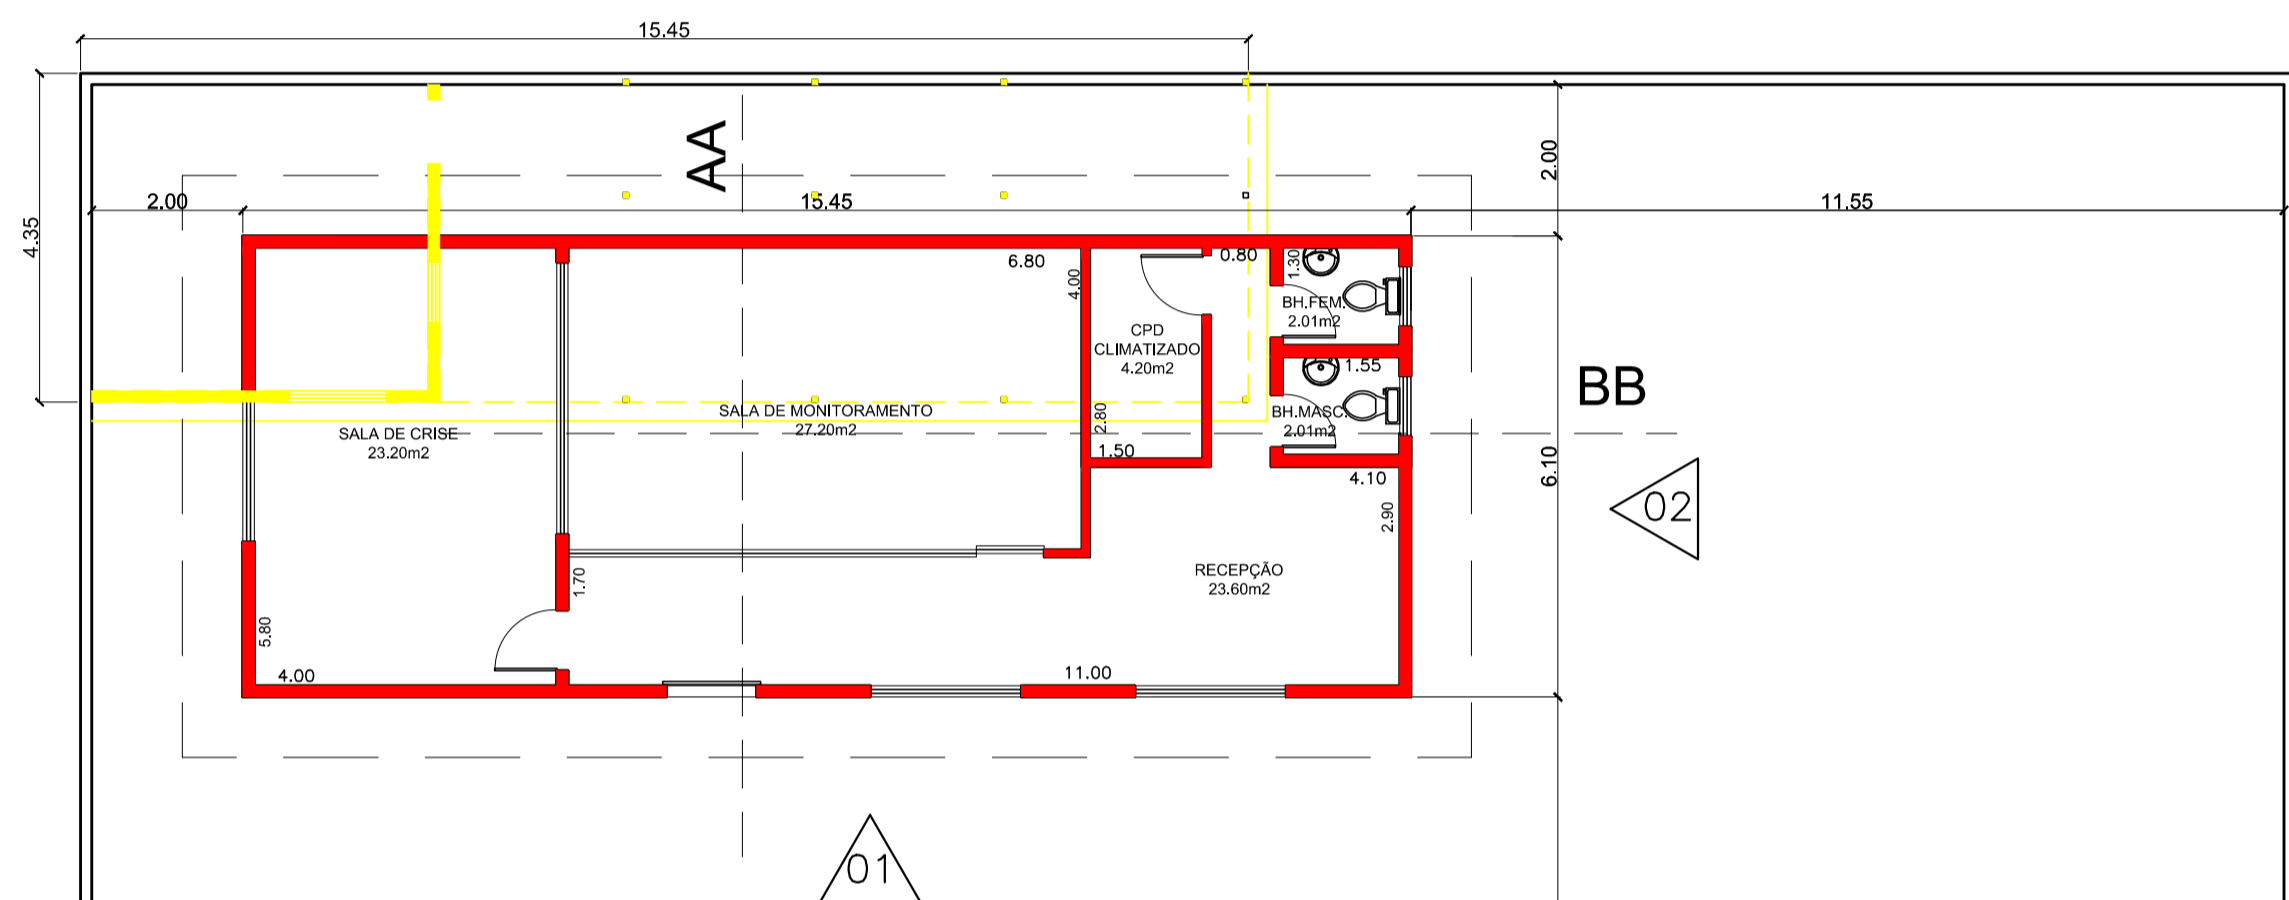 15.45
4.35
AA
2.00
2.00
15.45
11.55
6.80
4.00
0.80
1.30
BH.FEM.
2.01m2
CPD
CLIMATIZADO
4.20m2
1.55
BB
SALA DE MONITORAMENTO
27.20m2
2.80
BH.MASC.
2.01m2
SALA DE CRISE
23.20m2
1.50
4.10
6.10
2.90
02
1.70
RECEPÇÃO
23.60m2
5.80
4.00
11.00
01